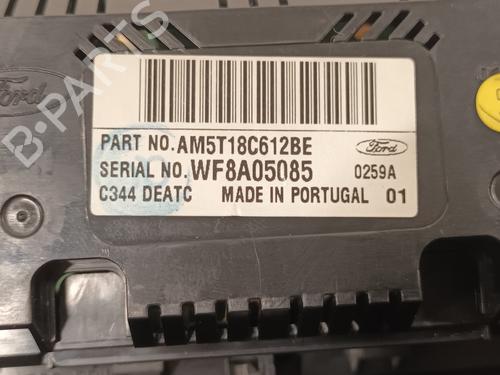 B-PARTS
Ford
PART NO. AM5T18C612BE
Ford
SERIAL NO. WF8A05085
0259A
C344 DEATC MADE IN PORTUGAL 01